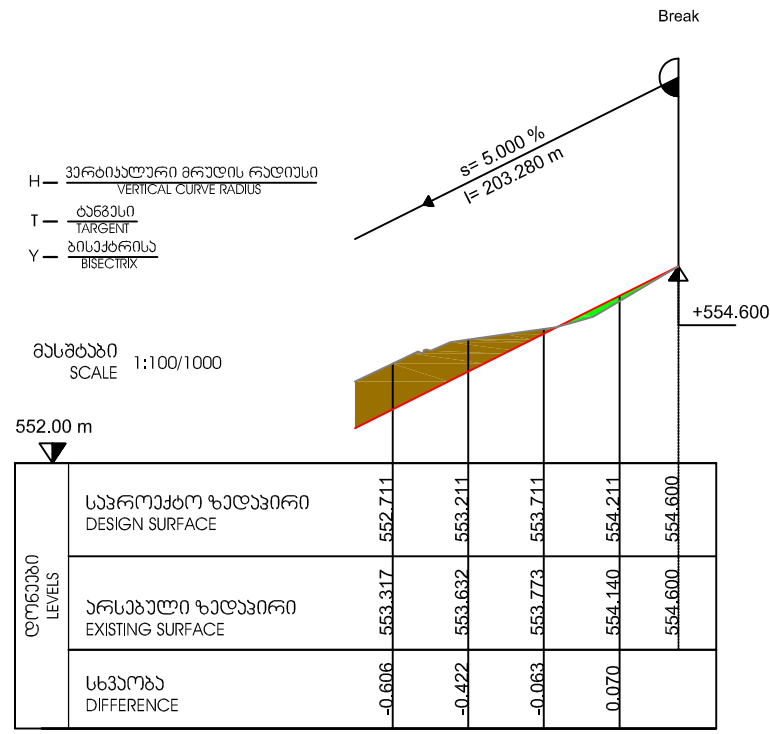 Break
s= 5.000 %
l= 203.280 m
H ვერტიკალური მრუდის რადიუსი
VERTICAL CURVE RADIUS
T ტანგესი
TARGENT
Y ბისექტრისა
BISECTRIX
+554.600
მასშტაბი
SCALE
1:100/1000
552.00 m
დონეები
LEVELS
საპროექტო ზედაპირი
DESIGN SURFACE
552.711 553.211 553.711 554.211 554.600
არსებული ზედაპირი
EXISTING SURFACE
553.317 553.632 553.773 554.140 554.600
სხვაობა
DIFFERENCE
-0.606 -0.422 -0.063 0.070